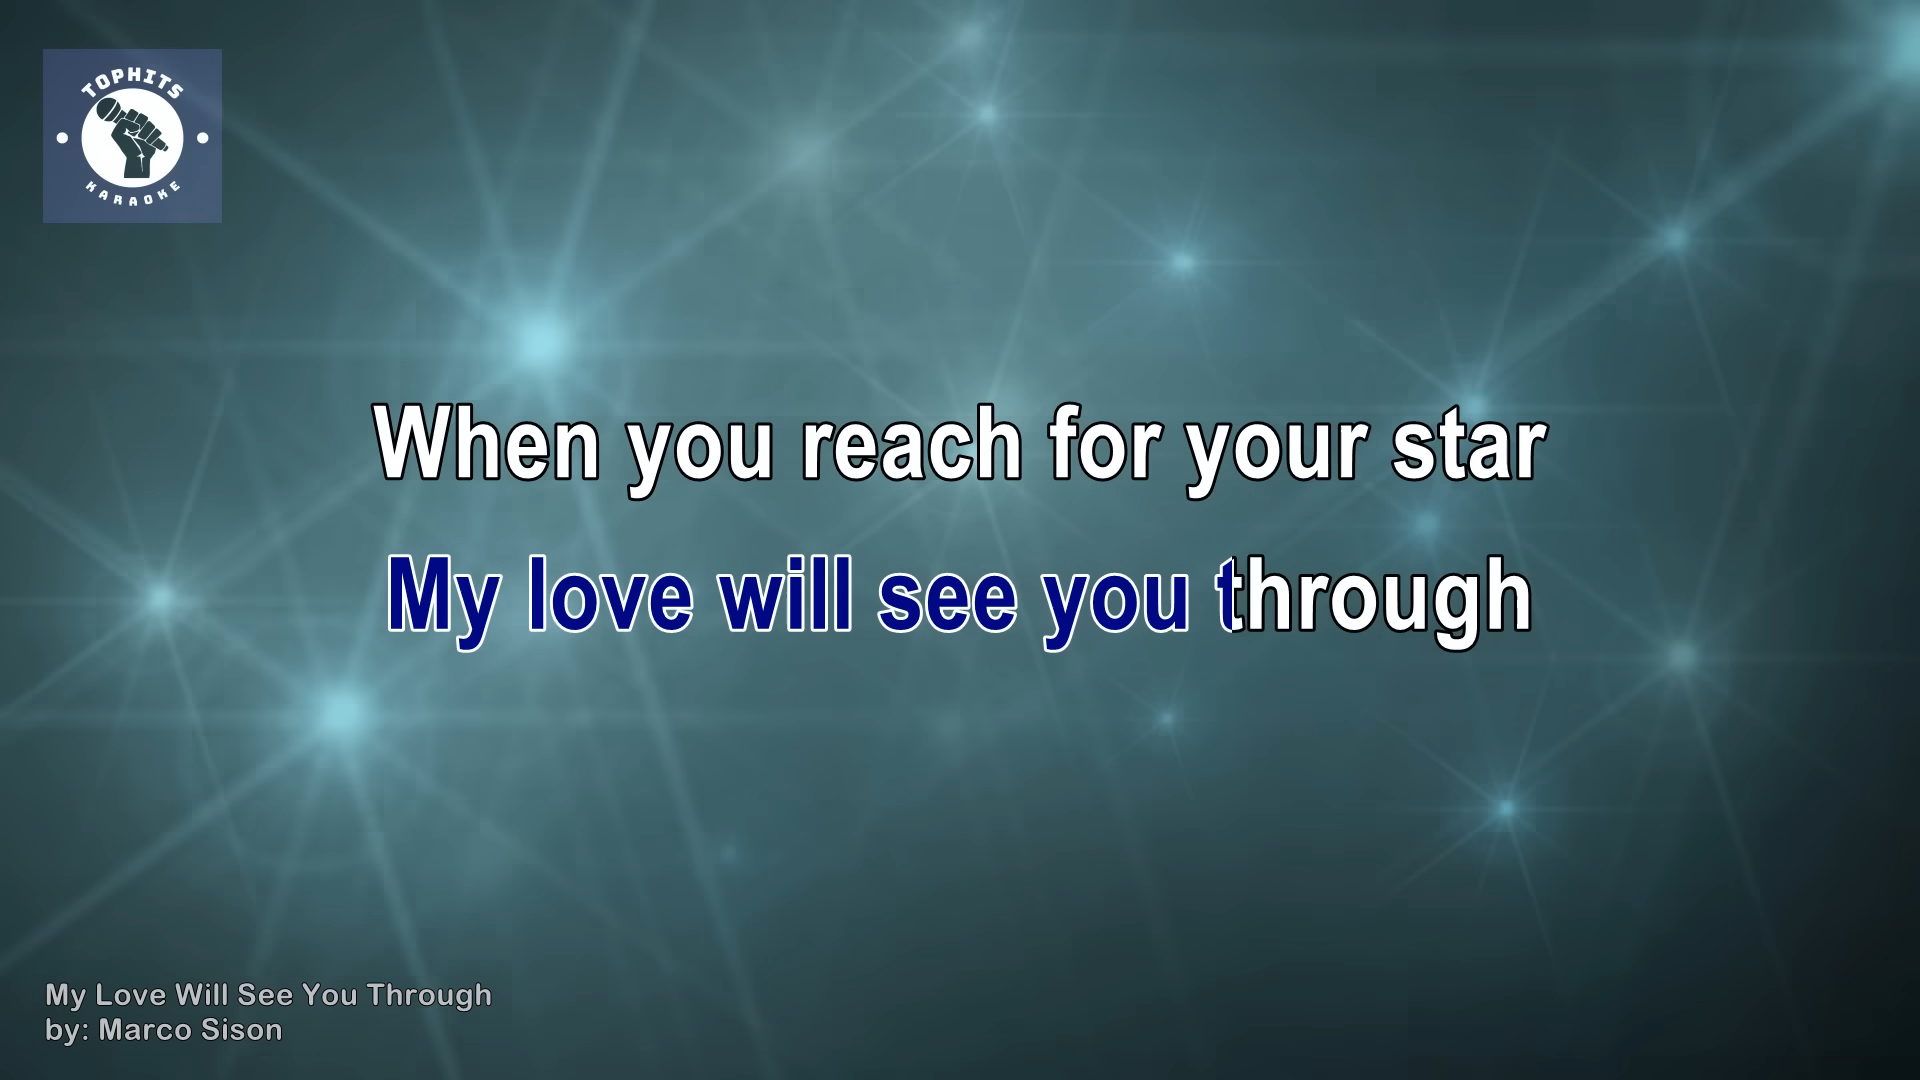 TOPHITS
KARAOKE
When you reach for your star
My love will see you through
My Love Will See You Through
by: Marco Sison